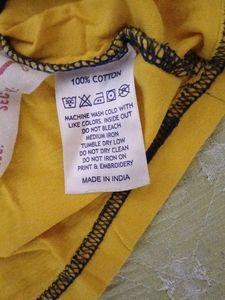 100% COTTON
MACHINE WASH COLD WITH
LIKE COLORS. INSIDE OUT
DO NOT BLEACH
MEDIUM IRON
TUMBLE DRY LOW
DO NOT DRY CLEAN
DO NOT IRON ON
PRINT & EMBROIDERY
MADE IN INDIA